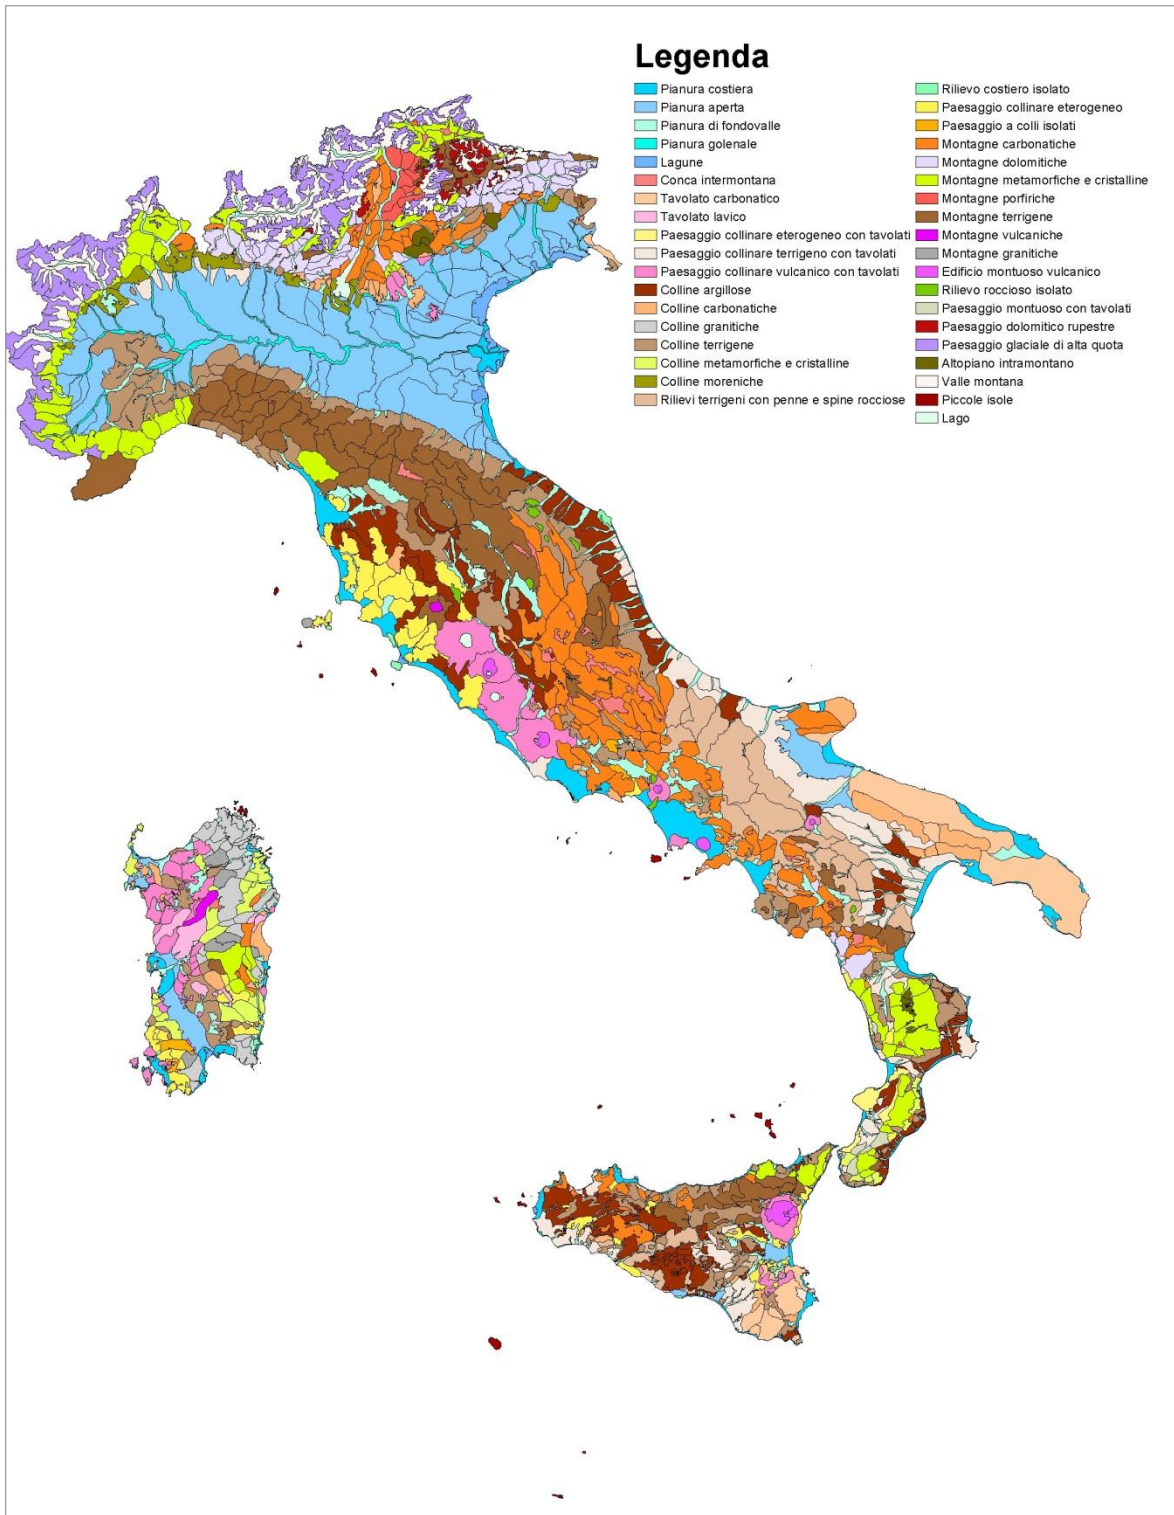 Legenda
Pianura costiera
Pianura aperta
Pianura di fondovalle
Pianura golenale
Lagune
Conca intermontana
Tavolato carbonatico
Tavolato lavico
Paesaggio collinare eterogeneo con tavolati
Paesaggio collinare terrigeno con tavolati
Paesaggio collinare vulcanico con tavolati
Colline argillose
Colline carbonatiche
Colline granitiche
Colline terrigene
Colline metamorfiche e cristalline
Colline moreniche
Rilievi terrigeni con penne e spine rocciose
Rilievo costiero isolato
Paesaggio collinare eterogeneo
Paesaggio a colli isolati
Montagne carbonatiche
Montagne dolomitiche
Montagne metamorfiche e cristalline
Montagne porfiriche
Montagne terrigene
Montagne vulcaniche
Montagne granitiche
Edificio montuoso vulcanico
Rilievo roccioso isolato
Paesaggio montuoso con tavolati
Paesaggio dolomitico rupestre
Paesaggio glaciale di alta quota
Altopiano intramontano
Valle montana
Piccole isole
Lago